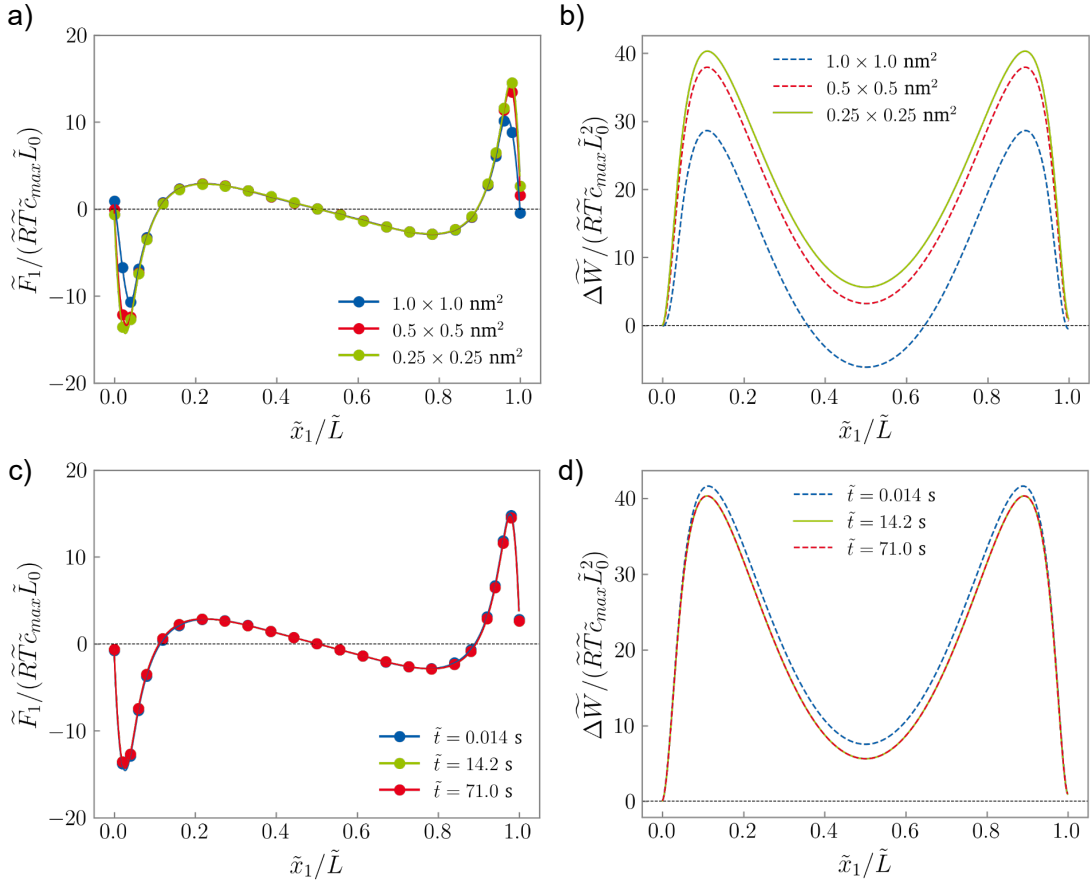 a)
20
10
0
−10
−20
F̃₁/(R̃T̃c̃ₘₐₓL̃₀)
1.0 × 1.0 nm²
0.5 × 0.5 nm²
0.25 × 0.25 nm²
0.0 0.2 0.4 0.6 0.8 1.0
x̃₁/L̃
b)
40
30
20
10
0
ΔW̃/(R̃T̃c̃ₘₐₓL̃₀²)
1.0 × 1.0 nm²
0.5 × 0.5 nm²
0.25 × 0.25 nm²
0.0 0.2 0.4 0.6 0.8 1.0
x̃₁/L̃
c)
20
10
0
−10
−20
F̃₁/(R̃T̃c̃ₘₐₓL̃₀)
t̃ = 0.014 s
t̃ = 14.2 s
t̃ = 71.0 s
0.0 0.2 0.4 0.6 0.8 1.0
x̃₁/L̃
d)
40
30
20
10
0
ΔW̃/(R̃T̃c̃ₘₐₓL̃₀²)
t̃ = 0.014 s
t̃ = 14.2 s
t̃ = 71.0 s
0.0 0.2 0.4 0.6 0.8 1.0
x̃₁/L̃